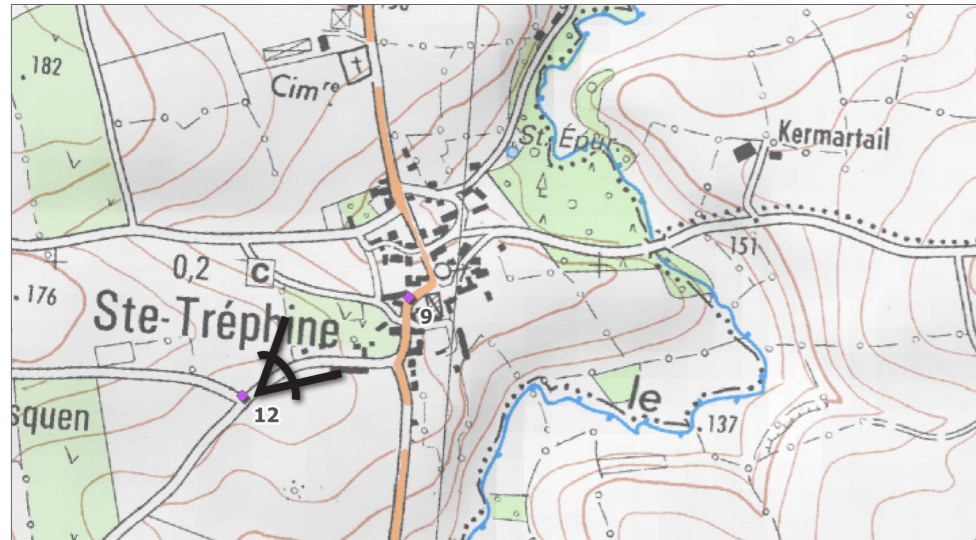 182
Cim^re
St. Épur
Kermartail
151
0,2
C
176
Ste-Tréphine
9
12
squen
le
137